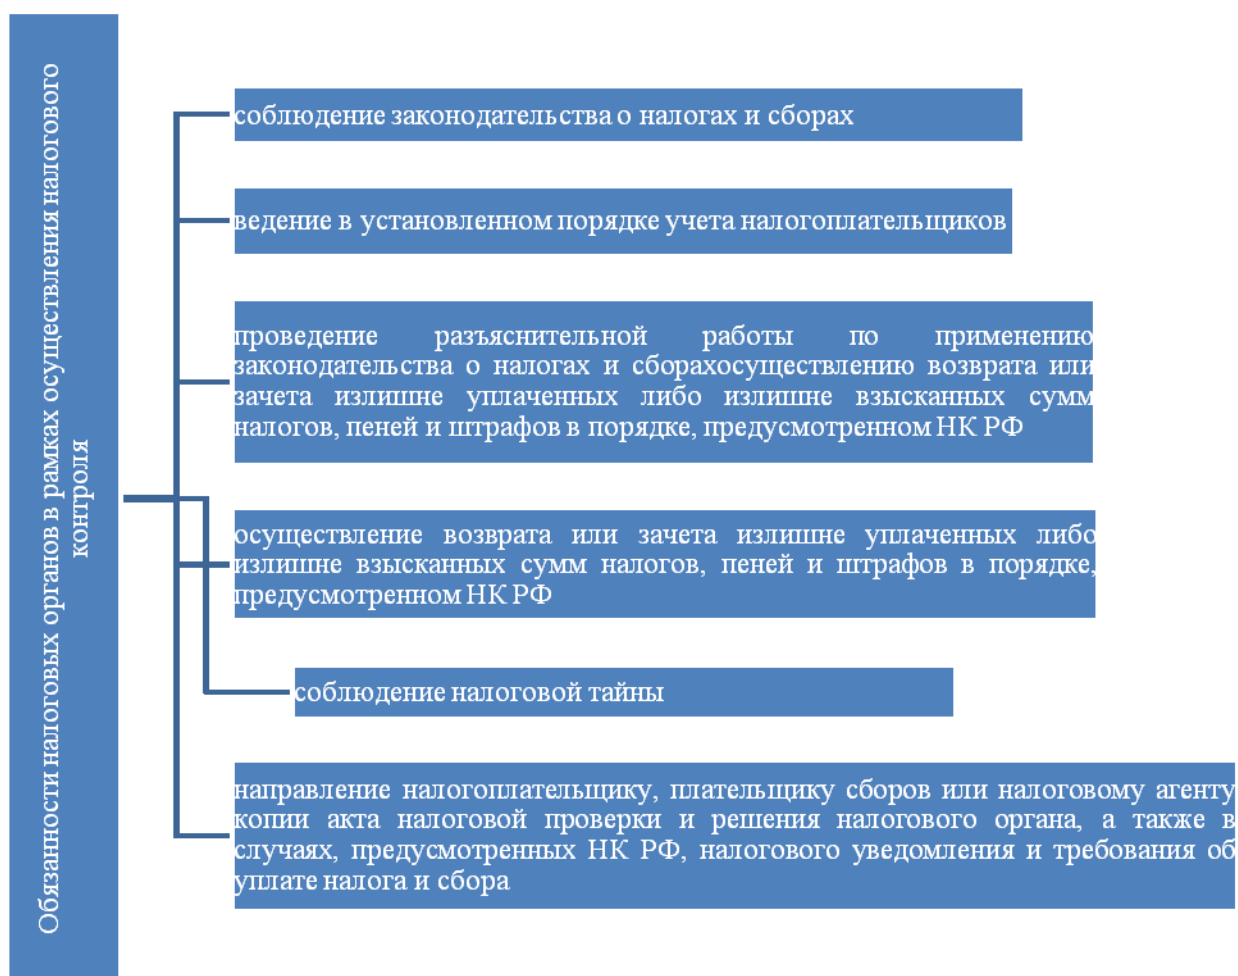 Обязанности налоговых органов в рамках осуществления налогового
контроля
соблюдение законодательства о налогах и сборах
ведение в установленном порядке учета налогоплательщиков
проведение разъяснительной работы по применению
законодательства о налогах и сборахосуществлению возврата или
зачета излишне уплаченных либо излишне взысканных сумм
налогов, пеней и штрафов в порядке, предусмотренном НК РФ
осуществление возврата или зачета излишне уплаченных либо
излишне взысканных сумм налогов, пеней и штрафов в порядке,
предусмотренном НК РФ
соблюдение налоговой тайны
направление налогоплательщику, плательщику сборов или налоговому агенту
копии акта налоговой проверки и решения налогового органа, а также в
случаях, предусмотренных НК РФ, налогового уведомления и требования об
уплате налога и сбора